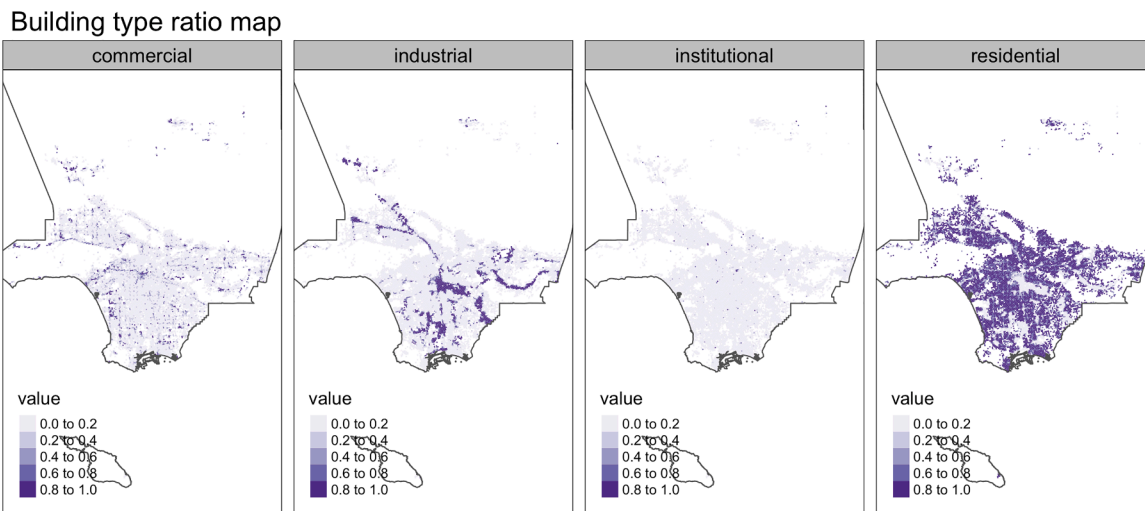 Building type ratio map
commercial
industrial
institutional
residential
value
0.0 to 0.2
0.2 to 0.4
0.4 to 0.6
0.6 to 0.8
0.8 to 1.0
value
0.0 to 0.2
0.2 to 0.4
0.4 to 0.6
0.6 to 0.8
0.8 to 1.0
value
0.0 to 0.2
0.2 to 0.4
0.4 to 0.6
0.6 to 0.8
0.8 to 1.0
value
0.0 to 0.2
0.2 to 0.4
0.4 to 0.6
0.6 to 0.8
0.8 to 1.0